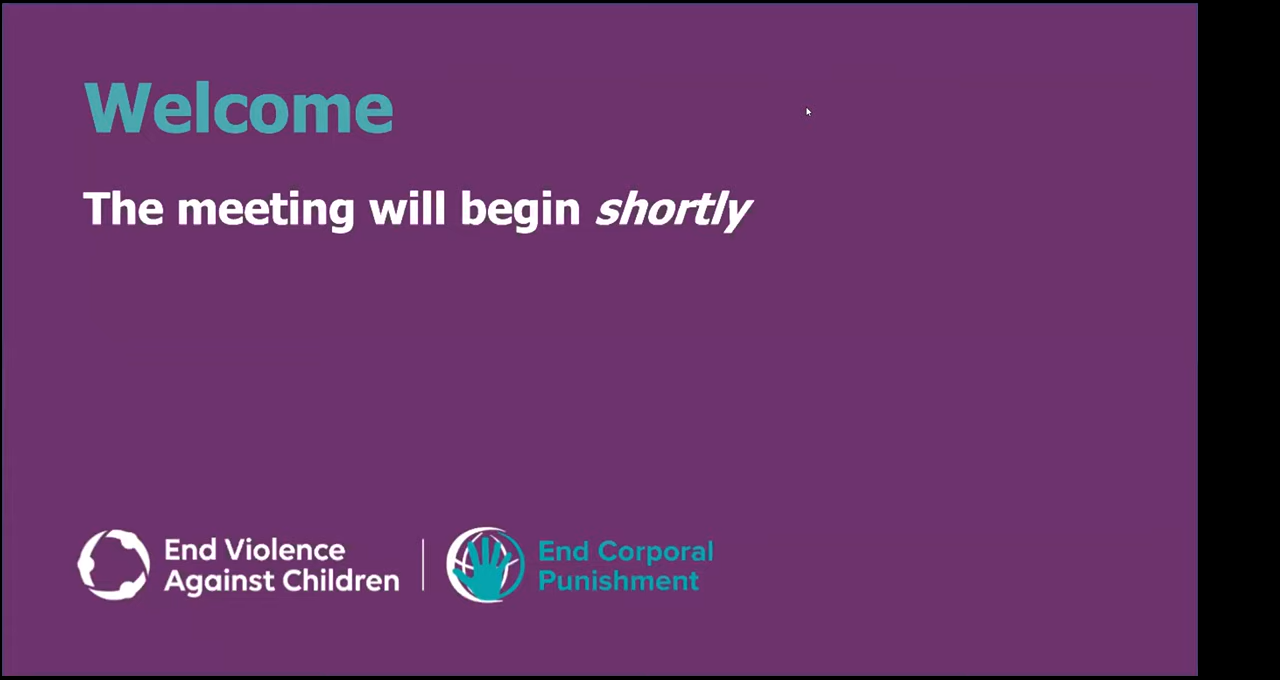 Welcome
The meeting will begin shortly
End Violence
Against Children
End Corporal
Punishment